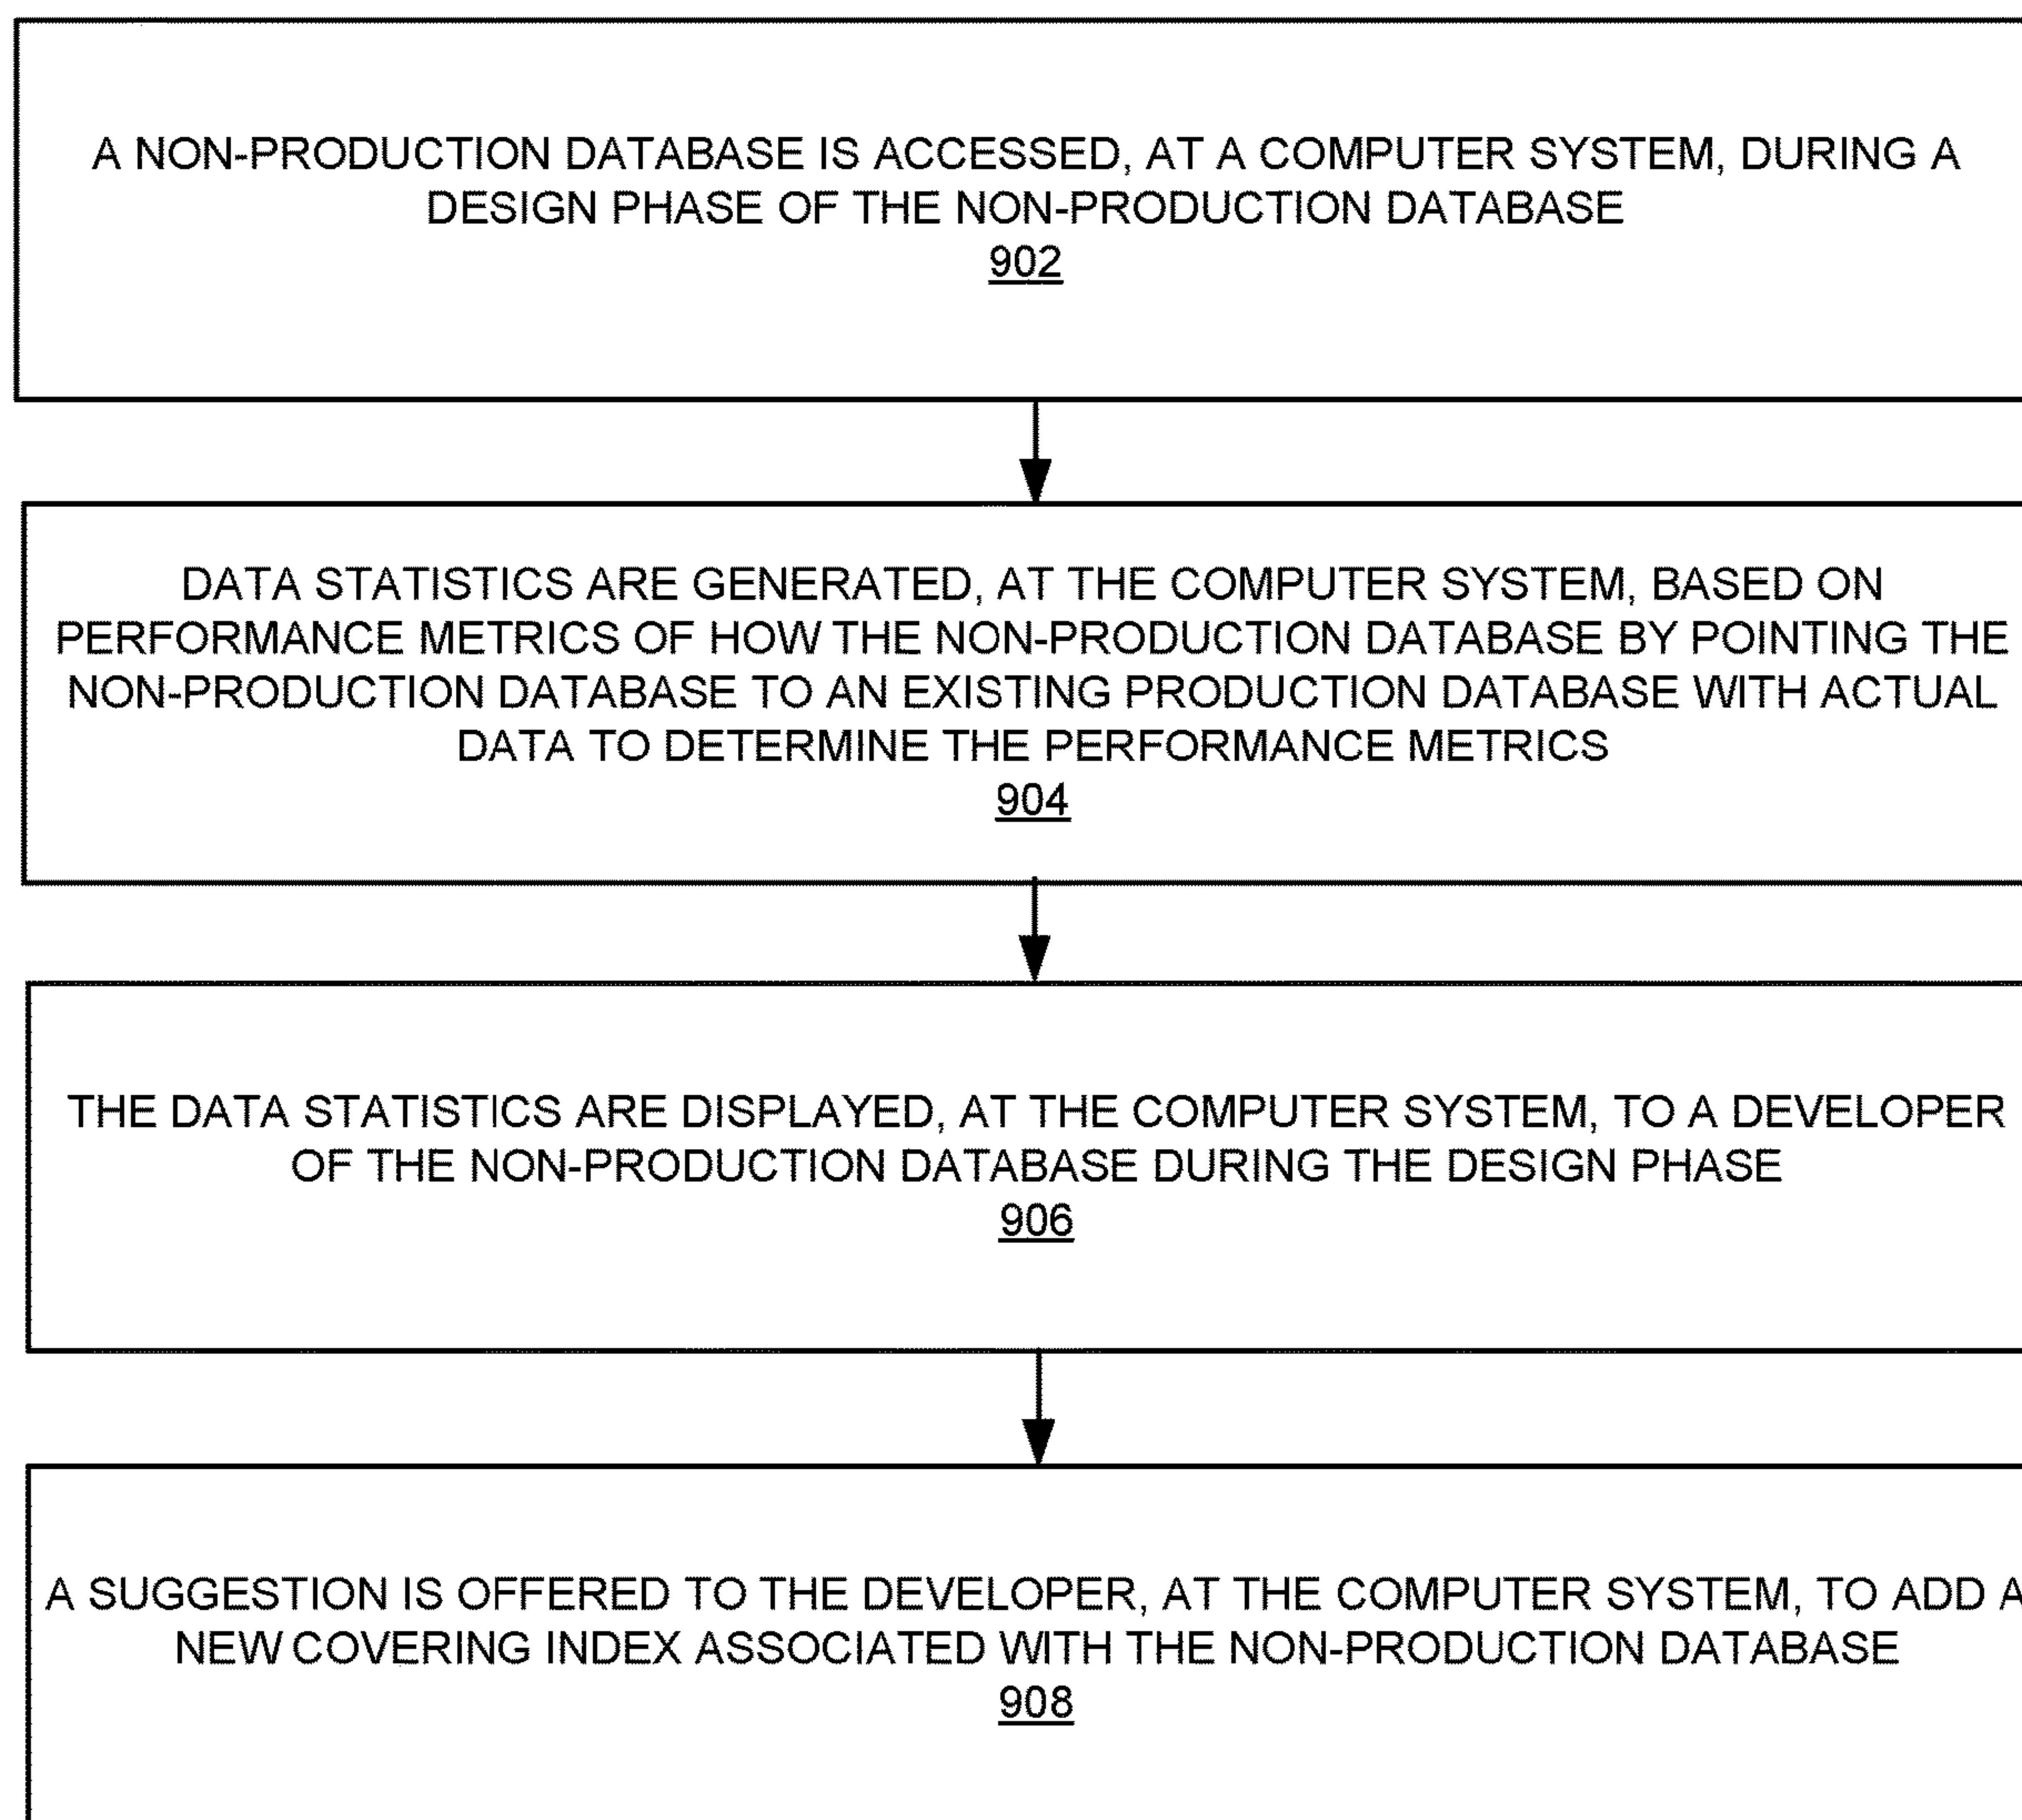 A NON-PRODUCTION DATABASE IS ACCESSED, AT A COMPUTER SYSTEM, DURING A
DESIGN PHASE OF THE NON-PRODUCTION DATABASE
902
DATA STATISTICS ARE GENERATED, AT THE COMPUTER SYSTEM, BASED ON
PERFORMANCE METRICS OF HOW THE NON-PRODUCTION DATABASE BY POINTING THE
NON-PRODUCTION DATABASE TO AN EXISTING PRODUCTION DATABASE WITH ACTUAL
DATA TO DETERMINE THE PERFORMANCE METRICS
904
THE DATA STATISTICS ARE DISPLAYED, AT THE COMPUTER SYSTEM, TO A DEVELOPER
OF THE NON-PRODUCTION DATABASE DURING THE DESIGN PHASE
906
A SUGGESTION IS OFFERED TO THE DEVELOPER, AT THE COMPUTER SYSTEM, TO ADD A
NEW COVERING INDEX ASSOCIATED WITH THE NON-PRODUCTION DATABASE
908